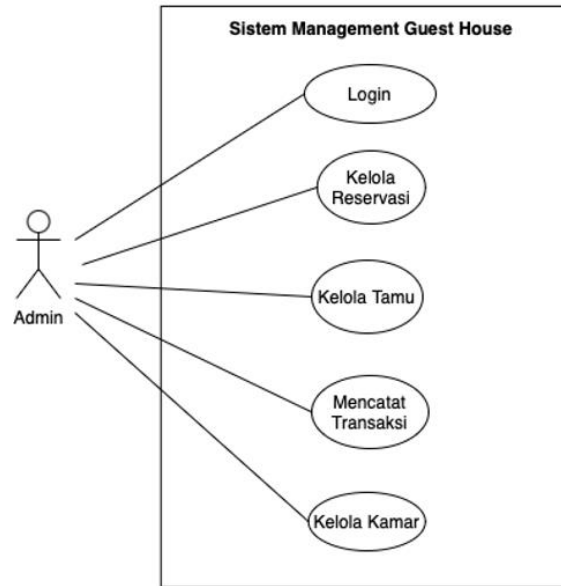 Sistem Management Guest House
Login
Kelola
Reservasi
Kelola Tamu
Admin
Mencatat
Transaksi
Kelola Kamar